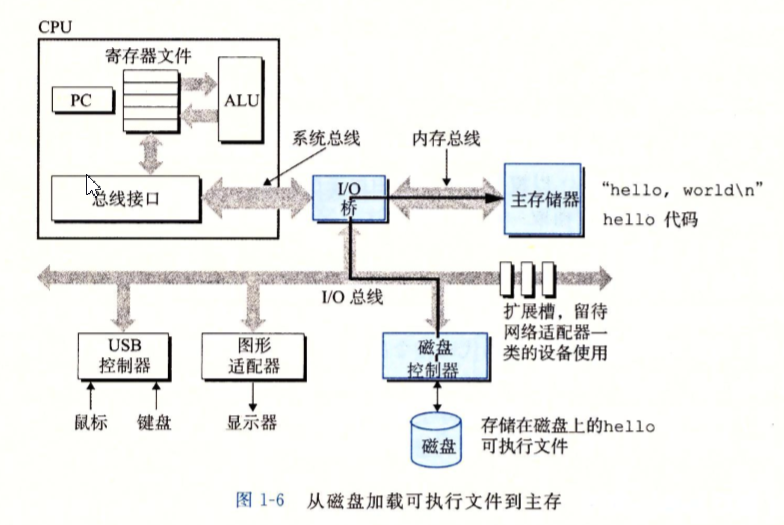 CPU
寄存器文件
PC
ALU
系统总线
内存总线
总线接口
I/O
桥
主存储器
“hello, world\n”
hello 代码
I/O 总线
扩展槽，留待
网络适配器一
类的设备使用
USB
控制器
图形
适配器
磁盘
控制器
鼠标
键盘
显示器
磁盘
存储在磁盘上的hello
可执行文件
图 1-6 从磁盘加载可执行文件到主存